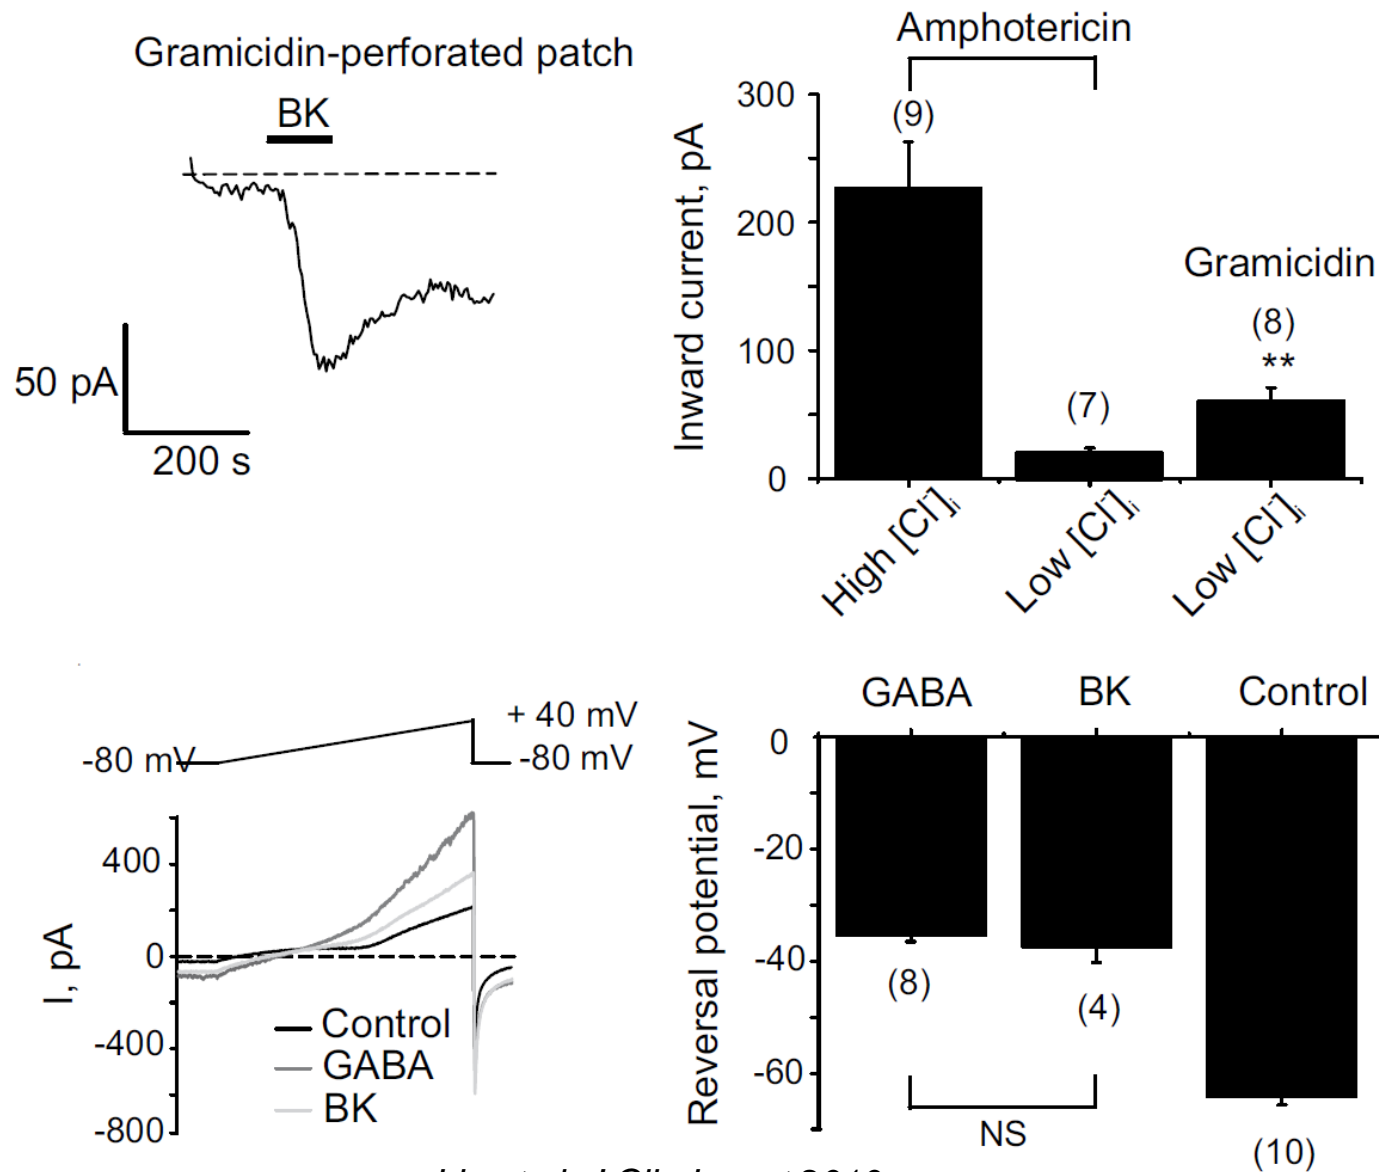 Gramicidin-perforated patch
BK
50 pA
200 s
Amphotericin
Inward current, pA
300
200
100
0
(9)
(7)
Gramicidin
(8)
**
High [Cl⁻]i
Low [Cl⁻]i
Low [Cl⁻]i
-80 mV
+ 40 mV
-80 mV
I, pA
400
0
-400
-800
Control
GABA
BK
GABA
BK
Control
Reversal potential, mV
0
-20
-40
-60
(8)
(4)
(10)
NS